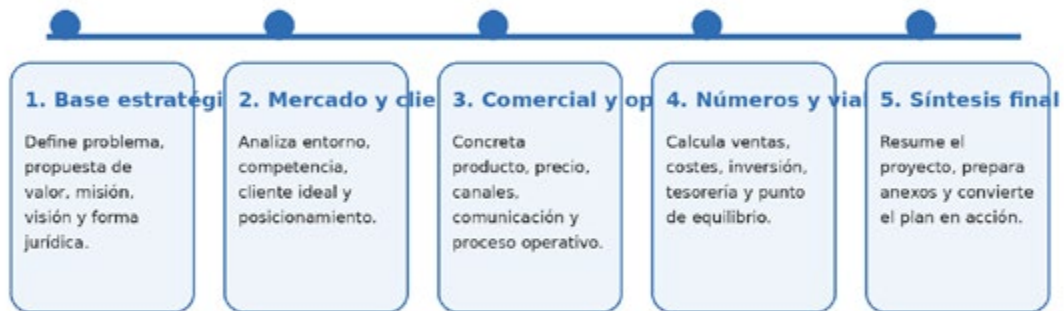 1. Base estratégi
Define problema,
propuesta de
valor, misión,
visión y forma
jurídica.
2. Mercado y clie
Analiza entorno,
competencia,
cliente ideal y
posicionamiento.
3. Comercial y op
Concreta
producto, precio,
canales,
comunicación y
proceso operativo.
4. Números y vial
Calcula ventas,
costes, inversión,
tesorería y punto
de equilibrio.
5. Síntesis final
Resume el
proyecto, prepara
anexos y convierte
el plan en acción.